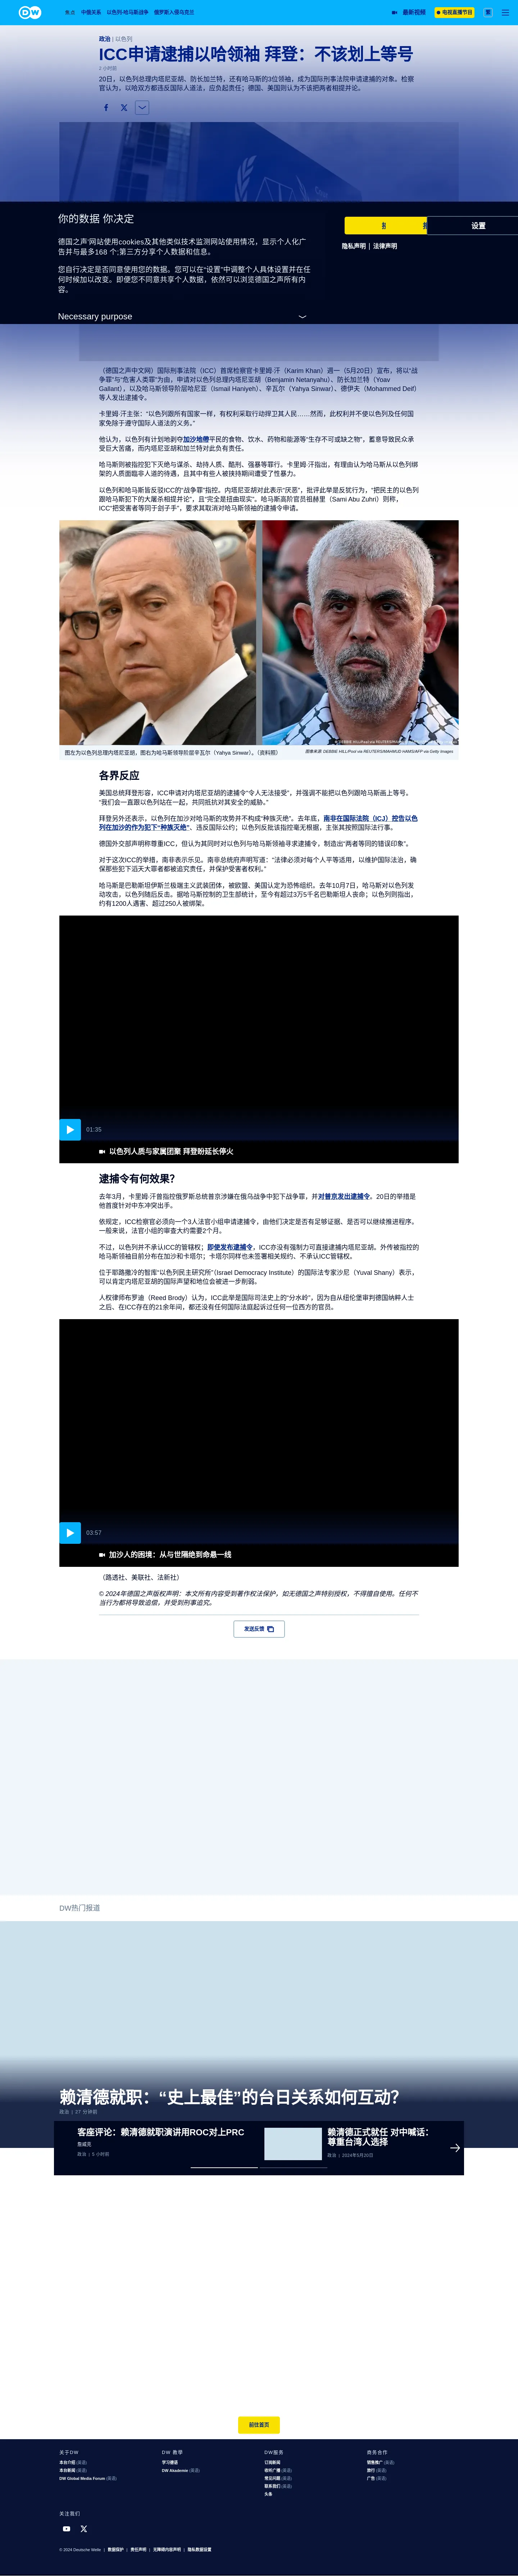 DW
焦点 中俄关系 以色列-哈马斯战争 俄罗斯入侵乌克兰
最新视频
电视直播节目
繁
政治 | 以色列
ICC申请逮捕以哈领袖 拜登：不该划上等号
2 小时前
20日，以色列总理内塔尼亚胡、防长加兰特，还有哈马斯的3位领袖，成为国际刑事法院申请逮捕的对象。检察
官认为，以哈双方都违反国际人道法，应负起责任；德国、美国则认为不该把两者相提并论。
你的数据 你决定
德国之声'网站使用cookies及其他类似技术监测网站使用情况，显示个人化广
告并与最多168 个;第三方分享个人数据和信息。
您自行决定是否同意使用您的数据。您可以在“设置”中调整个人具体设置并在任
何时候加以改变。即便您不同意共享个人数据，依然可以浏览德国之声所有内
容。
设置
隐私声明 | 法律声明
Necessary purpose
（德国之声中文网）国际刑事法院（ICC）首席检察官卡里姆·汗（Karim Khan）週一（5月20日）宣布，将以“战
争罪”与“危害人类罪”为由，申请对以色列总理内塔尼亚胡（Benjamin Netanyahu）、防长加兰特（Yoav
Gallant），以及哈马斯领导阶层哈尼亚（Ismail Haniyeh）、辛瓦尔（Yahya Sinwar）、德伊夫（Mohammed Deif）
等人发出逮捕令。
卡里姆·汗主张：“以色列跟所有国家一样，有权利采取行动捍卫其人民……然而，此权利并不使以色列及任何国
家免除于遵守国际人道法的义务。”
他认为，以色列有计划地剥夺加沙地帶平民的食物、饮水、药物和能源等“生存不可或缺之物”，蓄意导致民众承
受巨大苦痛，而内塔尼亚胡和加兰特对此负有责任。
哈马斯则被指控犯下灭绝与谋杀、劫持人质、酷刑、强暴等罪行。卡里姆·汗指出，有理由认为哈马斯从以色列绑
架的人质面临非人道的待遇，且其中有些人被挟持期间遭受了性暴力。
以色列和哈马斯皆反驳ICC的“战争罪”指控。内塔尼亚胡对此表示“厌恶”，批评此举是反犹行为，“把民主的以色列
跟哈马斯犯下的大屠杀相提并论”，且“完全是扭曲现实”。哈马斯高阶官员祖赫里（Sami Abu Zuhri）则称，
ICC“把受害者等同于刽子手”，要求其取消对哈马斯领袖的逮捕令申请。
图左为以色列总理内塔尼亚胡，图右为哈马斯领导阶层辛瓦尔（Yahya Sinwar）。（资料照） 图像来源: DEBBIE HILL/Pool via REUTERS/MAHMUD HAMS/AFP via Getty Images
各界反应
美国总统拜登形容，ICC申请对内塔尼亚胡的逮捕令“令人无法接受”，并强调不能把以色列跟哈马斯画上等号。
“我们会一直跟以色列站在一起，共同抵抗对其安全的威胁。”
拜登另外还表示，以色列在加沙对哈马斯的攻势并不构成“种族灭绝”。去年底，南非在国际法院（ICJ）控告以色
列在加沙的作为犯下“种族灭绝”、违反国际公约；以色列反批该指控毫无根据，主张其按照国际法行事。
德国外交部声明称尊重ICC，但认为其同时对以色列与哈马斯领袖寻求逮捕令，制造出“两者等同的错误印象”。
对于这次ICC的举措，南非表示乐见。南非总统府声明写道：“法律必须对每个人平等适用，以维护国际法治，确
保那些犯下滔天大罪者都被追究责任，并保护受害者权利。”
哈马斯是巴勒斯坦伊斯兰极端主义武装团体，被欧盟、美国认定为恐怖组织。去年10月7日，哈马斯对以色列发
动攻击，以色列随后反击。据哈马斯控制的卫生部统计，至今有超过3万5千名巴勒斯坦人丧命；以色列则指出，
约有1200人遇害、超过250人被绑架。
01:35
以色列人质与家属团聚 拜登盼延长停火
逮捕令有何效果？
去年3月，卡里姆·汗曾指控俄罗斯总统普京涉嫌在俄乌战争中犯下战争罪，并对普京发出逮捕令。20日的举措是
他首度针对中东冲突出手。
依规定，ICC检察官必须向一个3人法官小组申请逮捕令，由他们决定是否有足够证据、是否可以继续推进程序。
一般来说，法官小组的审查大约需要2个月。
不过，以色列并不承认ICC的管辖权；即使发布逮捕令，ICC亦没有强制力可直接逮捕内塔尼亚胡。外传被指控的
哈马斯领袖目前分布在加沙和卡塔尔；卡塔尔同样也未签署相关规约、不承认ICC管辖权。
位于耶路撒冷的智库“以色列民主研究所”（Israel Democracy Institute）的国际法专家沙尼（Yuval Shany）表示，
可以肯定内塔尼亚胡的国际声望和地位会被进一步削弱。
人权律师布罗迪（Reed Brody）认为，ICC此举是国际司法史上的“分水岭”，因为自从纽伦堡审判德国纳粹人士
之后、在ICC存在的21余年间，都还没有任何国际法庭起诉过任何一位西方的官员。
03:57
加沙人的困境：从与世隔绝到命悬一线
（路透社、美联社、法新社）
© 2024年德国之声版权声明：本文所有内容受到著作权法保护，如无德国之声特别授权，不得擅自使用。任何不
当行为都将导致追偿，并受到刑事追究。
发送反馈
DW热门报道
赖清德就职：“史上最佳”的台日关系如何互动？
政治 | 27 分钟前
客座评论：赖清德就职演讲用ROC对上PRC
詹威克
政治 | 5 小时前
赖清德正式就任 对中喊话：
尊重台湾人选择
政治 | 2024年5月20日
前往首页
关于DW
本台介绍 (英语)
本台新闻 (英语)
DW Global Media Forum (英语)
DW 教学
学习德语
DW Akademie (英语)
DW服务
订阅新闻
收听广播 (英语)
常见问题 (英语)
联系我们 (英语)
头条
商务合作
销售推广 (英语)
旅行 (英语)
广告 (英语)
关注我们
© 2024 Deutsche Welle | 数据保护 | 责任声明 | 无障碍内容声明 | 隐私数据设置